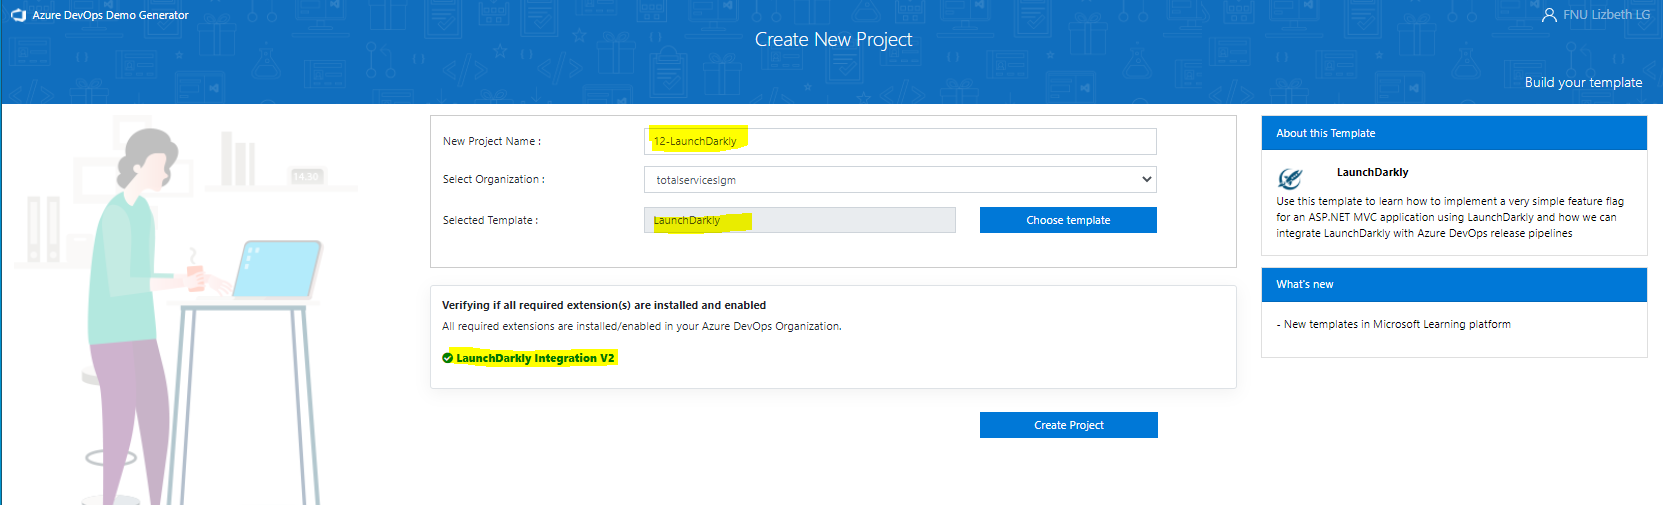 Azure DevOps Demo Generator
FNU Lizbeth LG
Create New Project
Build your template
14.30
New Project Name :
12-LaunchDarkly
Select Organization :
totalserviceslgm
Selected Template :
LaunchDarkly
Choose template
Verifying if all required extension(s) are installed and enabled
All required extensions are installed/enabled in your Azure DevOps Organization.
LaunchDarkly Integration V2
Create Project
About this Template
LaunchDarkly
Use this template to learn how to implement a very simple feature flag
for an ASP.NET MVC application using LaunchDarkly and how we can
integrate LaunchDarkly with Azure DevOps release pipelines
What's new
- New templates in Microsoft Learning platform